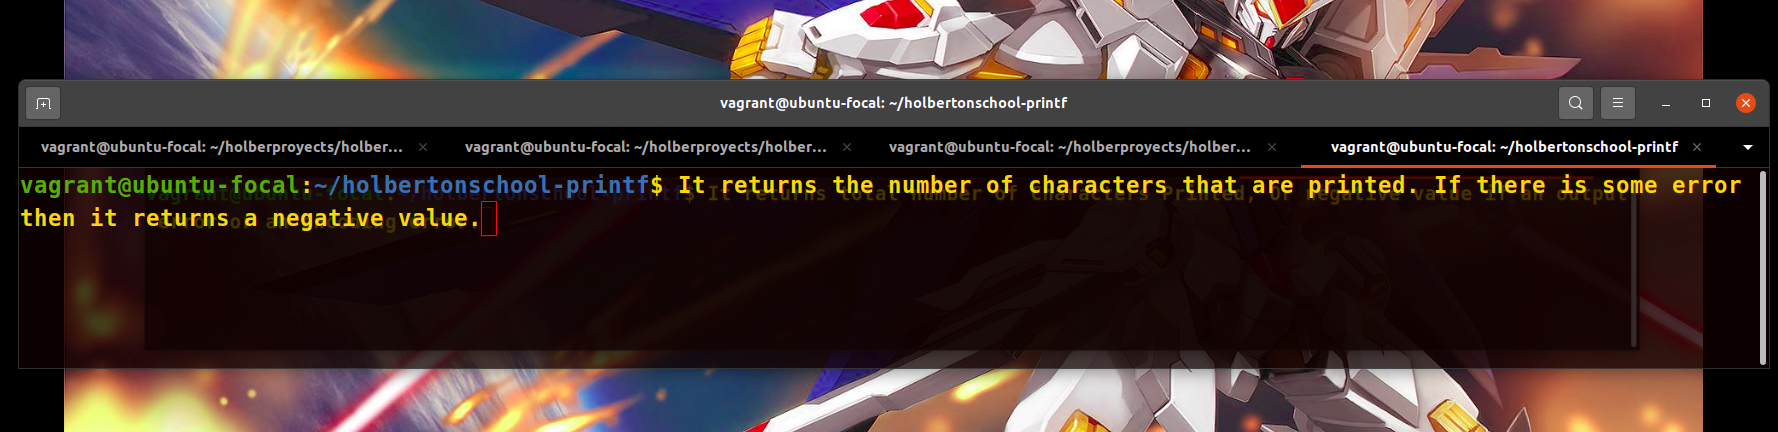 vagrant@ubuntu-focal: ~/holbertonschool-printf
vagrant@ubuntu-focal: ~/holberproyects/holber...
vagrant@ubuntu-focal: ~/holberproyects/holber...
vagrant@ubuntu-focal: ~/holberproyects/holber...
vagrant@ubuntu-focal: ~/holbertonschool-printf
vagrant@ubuntu-focal:~/holbertonschool-printf$ It returns the number of characters that are printed. If there is some error
then it returns a negative value.